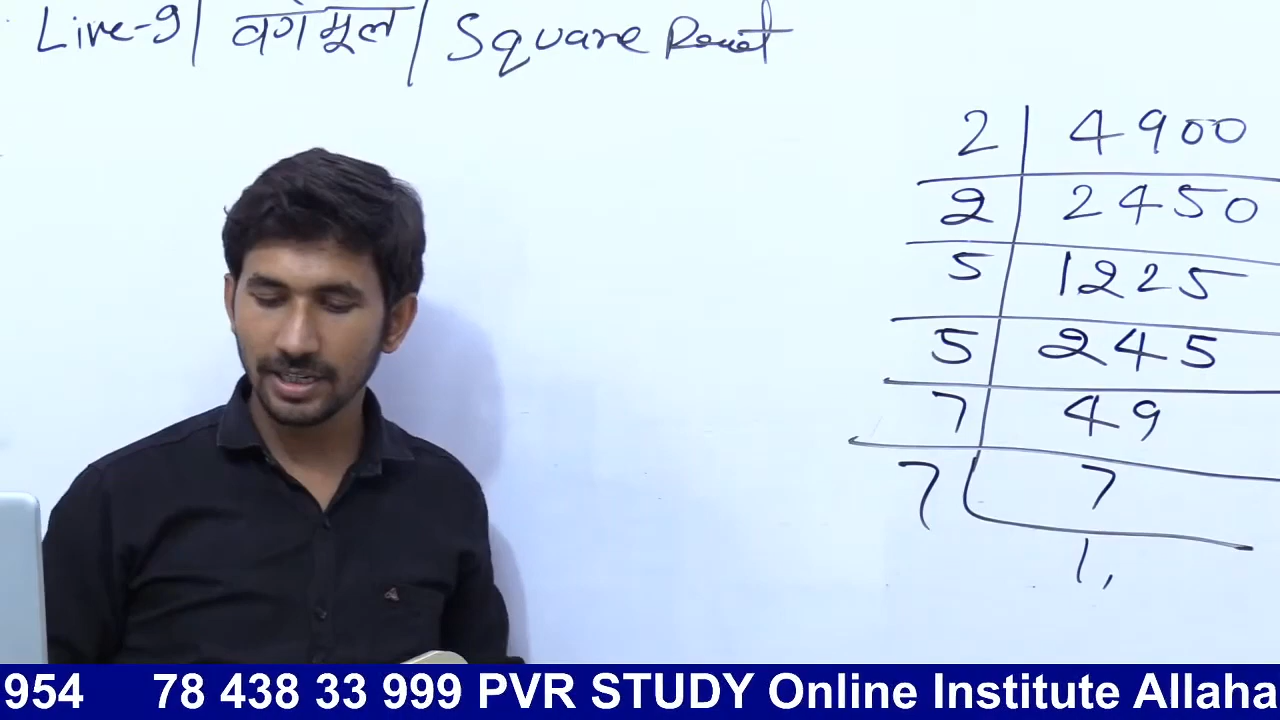 Live-9| वर्गमूल / Square Root
2 | 4900
2 | 2450
5 | 1225
5 | 245
7 | 49
7 | 7
1,
954 78 438 33 999 PVR STUDY Online Institute Allaha